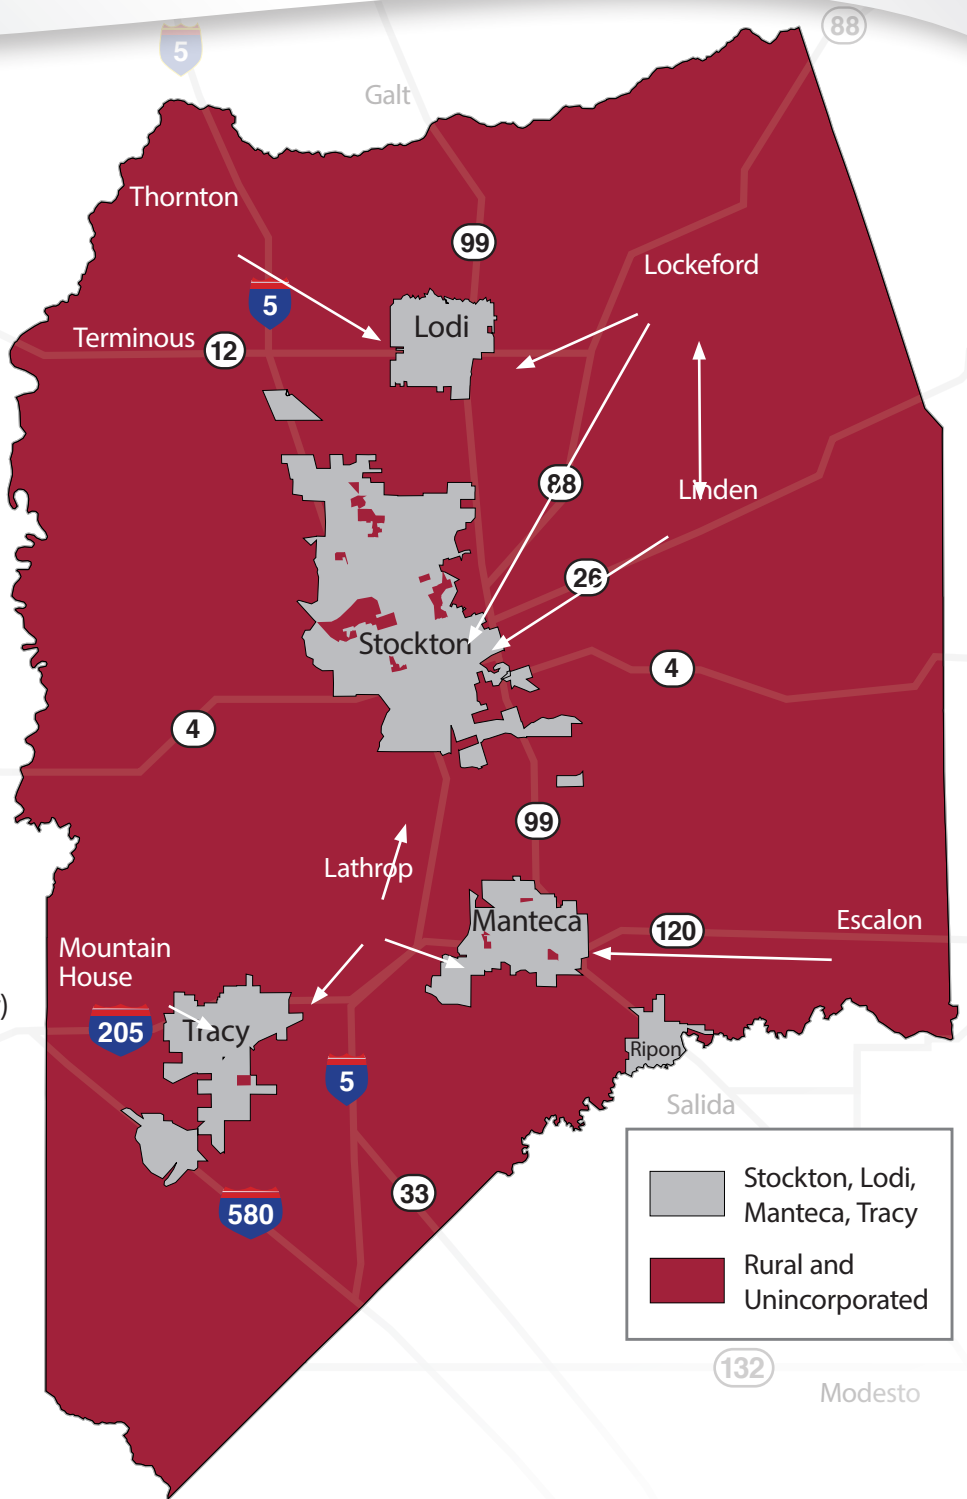 5
88
Galt
Thornton
99
Lockeford
5
Lodi
Terminous
12
88
Linden
26
Stockton
4
4
99
Lathrop
Manteca
Escalon
120
Mountain
House
)
205
Tracy
Ripon
5
Salida
33
580
Stockton, Lodi,
Manteca, Tracy
Rural and
Unincorporated
132
Modesto